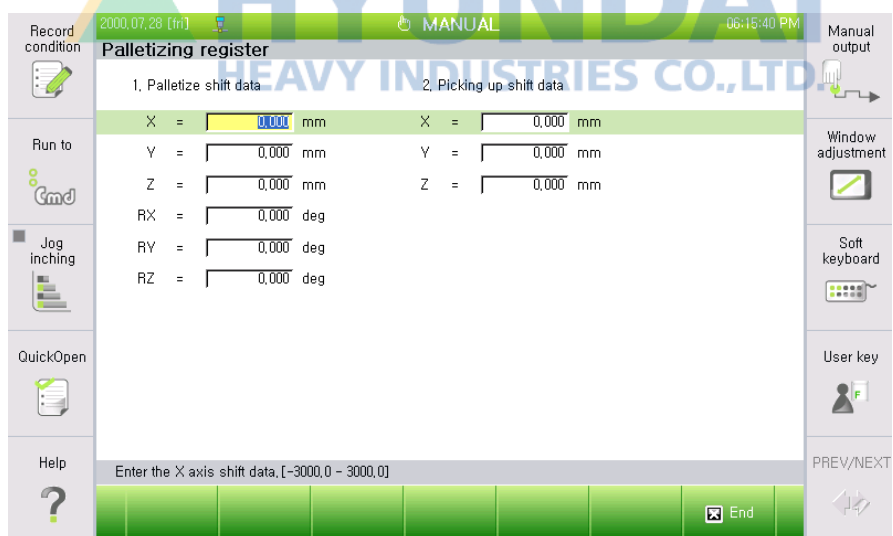 HYUNDAI
HEAVY INDUSTRIES CO.,LTD.
2000,07,28 [fri]
MANUAL
06:15:40 PM
Palletizing register
1. Palletize shift data
2. Picking up shift data
X = 0,000 mm
X = 0,000 mm
Y = 0,000 mm
Y = 0,000 mm
Z = 0,000 mm
Z = 0,000 mm
RX = 0,000 deg
RY = 0,000 deg
RZ = 0,000 deg
Enter the X axis shift data, [-3000,0 - 3000,0]
End
Record
condition
Run to
Cmd
Jog
inching
QuickOpen
Help
?
Manual
output
Window
adjustment
Soft
keyboard
User key
F
PREV/NEXT